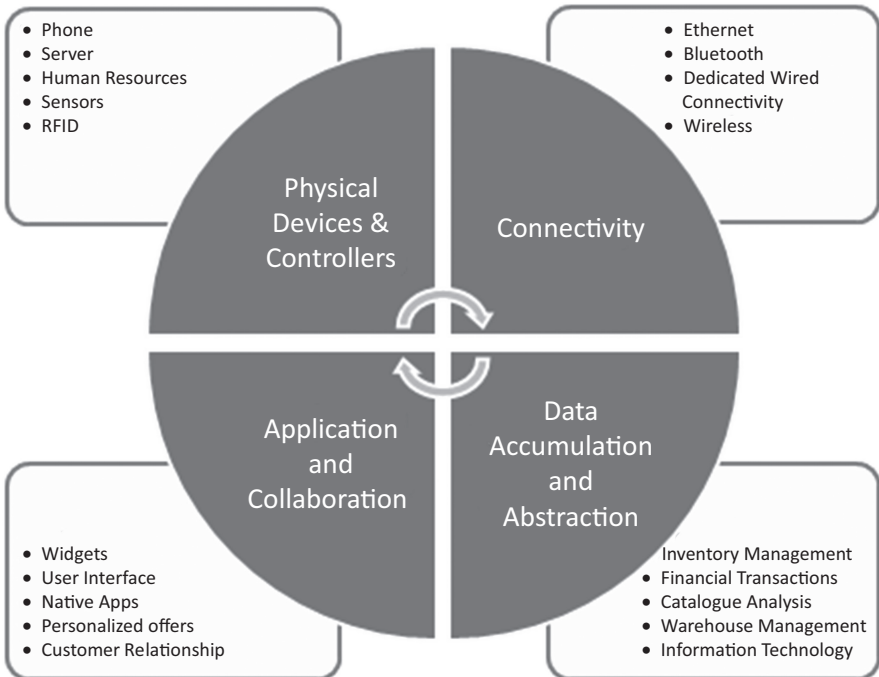 • Phone
• Server
• Human Resources
• Sensors
• RFID
• Ethernet
• Bluetooth
• Dedicated Wired
Connectivity
• Wireless
Physical
Devices &
Controllers
Connectivity
Application
and
Collaboration
Data
Accumulation
and
Abstraction
• Widgets
• User Interface
• Native Apps
• Personalized offers
• Customer Relationship
Inventory Management
• Financial Transactions
• Catalogue Analysis
• Warehouse Management
• Information Technology